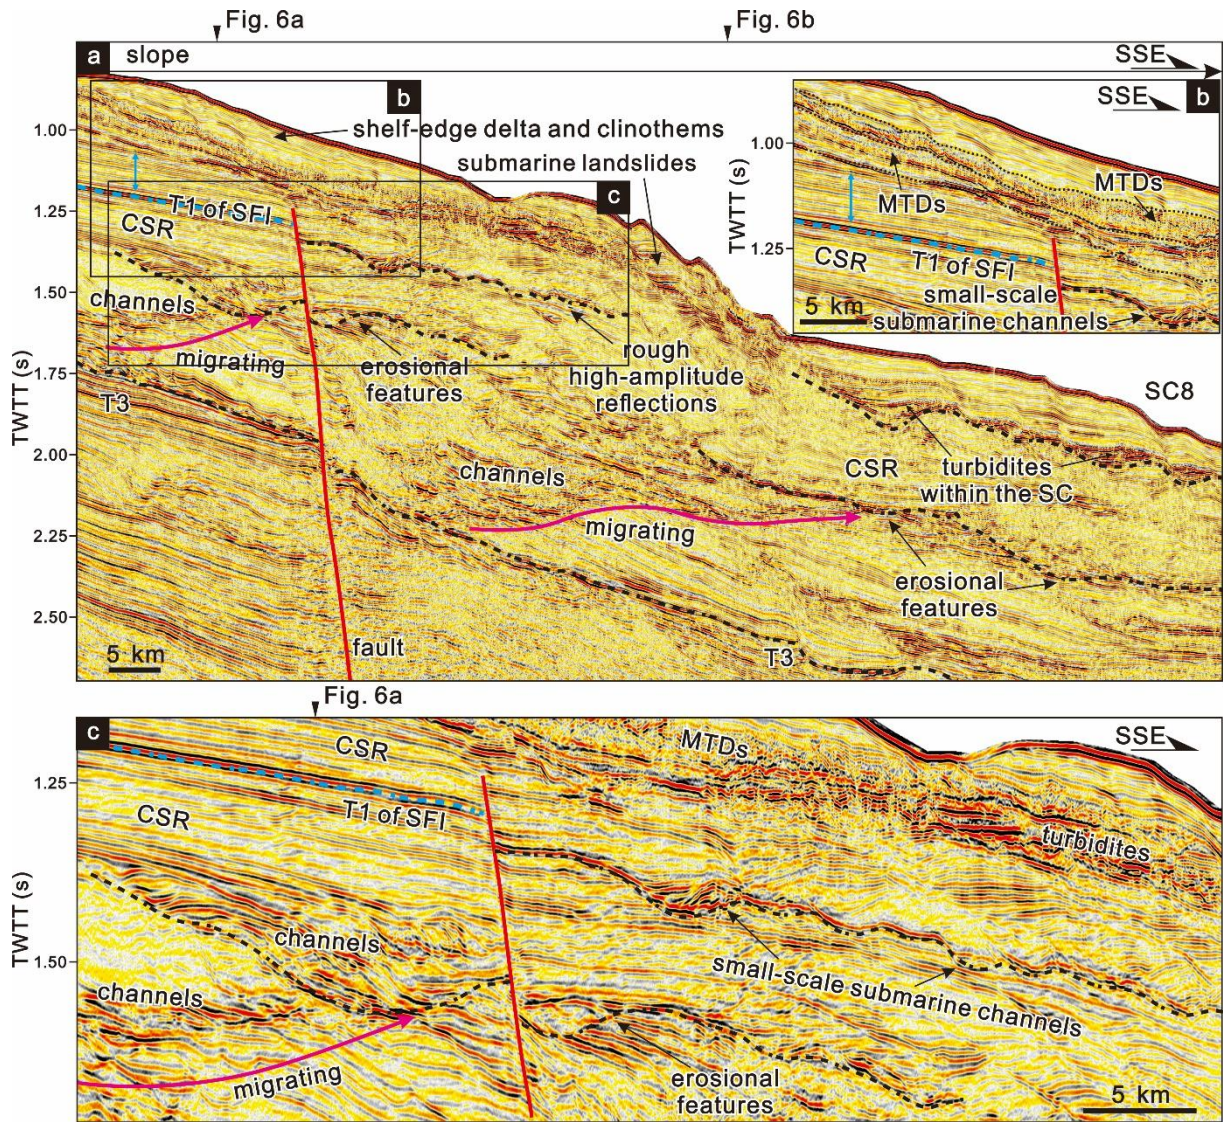 Fig. 6a
Fig. 6b
a
slope
SSE
b
SSE
b
shelf-edge delta and clinothems
submarine landslides
1.00
1.25
1.50
1.75
2.00
2.25
2.50
TWTT (s)
c
T1 of SFI
CSR
channels
migrating
erosional
features
rough
high-amplitude
reflections
T3
channels
migrating
CSR
turbidites
within the SC
erosional
features
SC8
T3
fault
5 km
1.00
1.25
TWTT (s)
MTDs
MTDs
CSR
T1 of SFI
small-scale
submarine channels
5 km
Fig. 6a
c
SSE
1.25
1.50
TWTT (s)
CSR
MTDs
T1 of SFI
CSR
turbidites
channels
channels
small-scale submarine channels
migrating
erosional
features
5 km